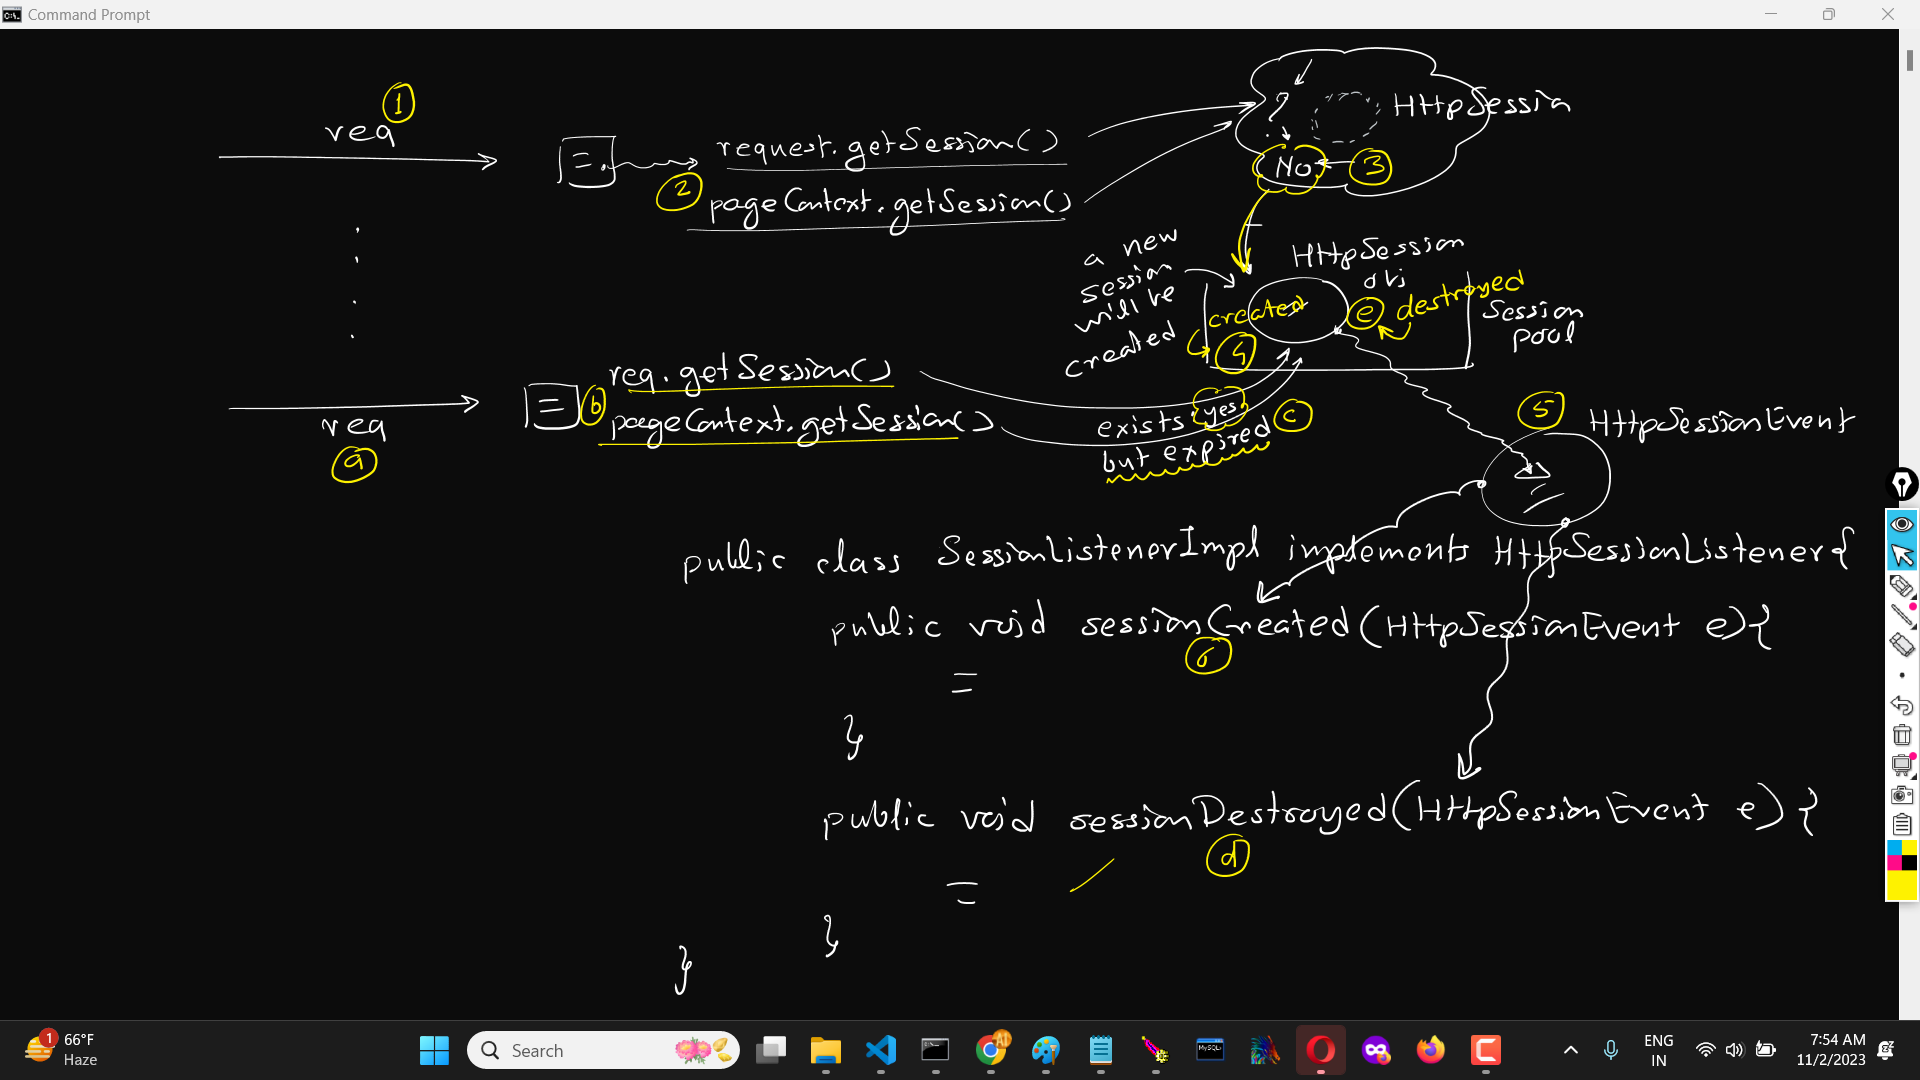 Command Prompt
1
req
request.getSession()
2
pageContext.getSession()
?
HttpSession
No
3
a new
session
will be
created
HttpSession
obj
created
e destroyed
4
Session
pool
req
a
b
req.getSession()
pageContext.getSession()
exists yes
but expired
c
5
HttpSessionEvent
public class SessionListenerImpl implements HttpSessionListener{
public void sessionCreated(HttpSessionEvent e){
6
=
}
public void sessionDestroyed(HttpSessionEvent e){
d
=
}
}
1
66°F
Haze
Search
AI
MySQL
ENG
IN
7:54 AM
11/2/2023